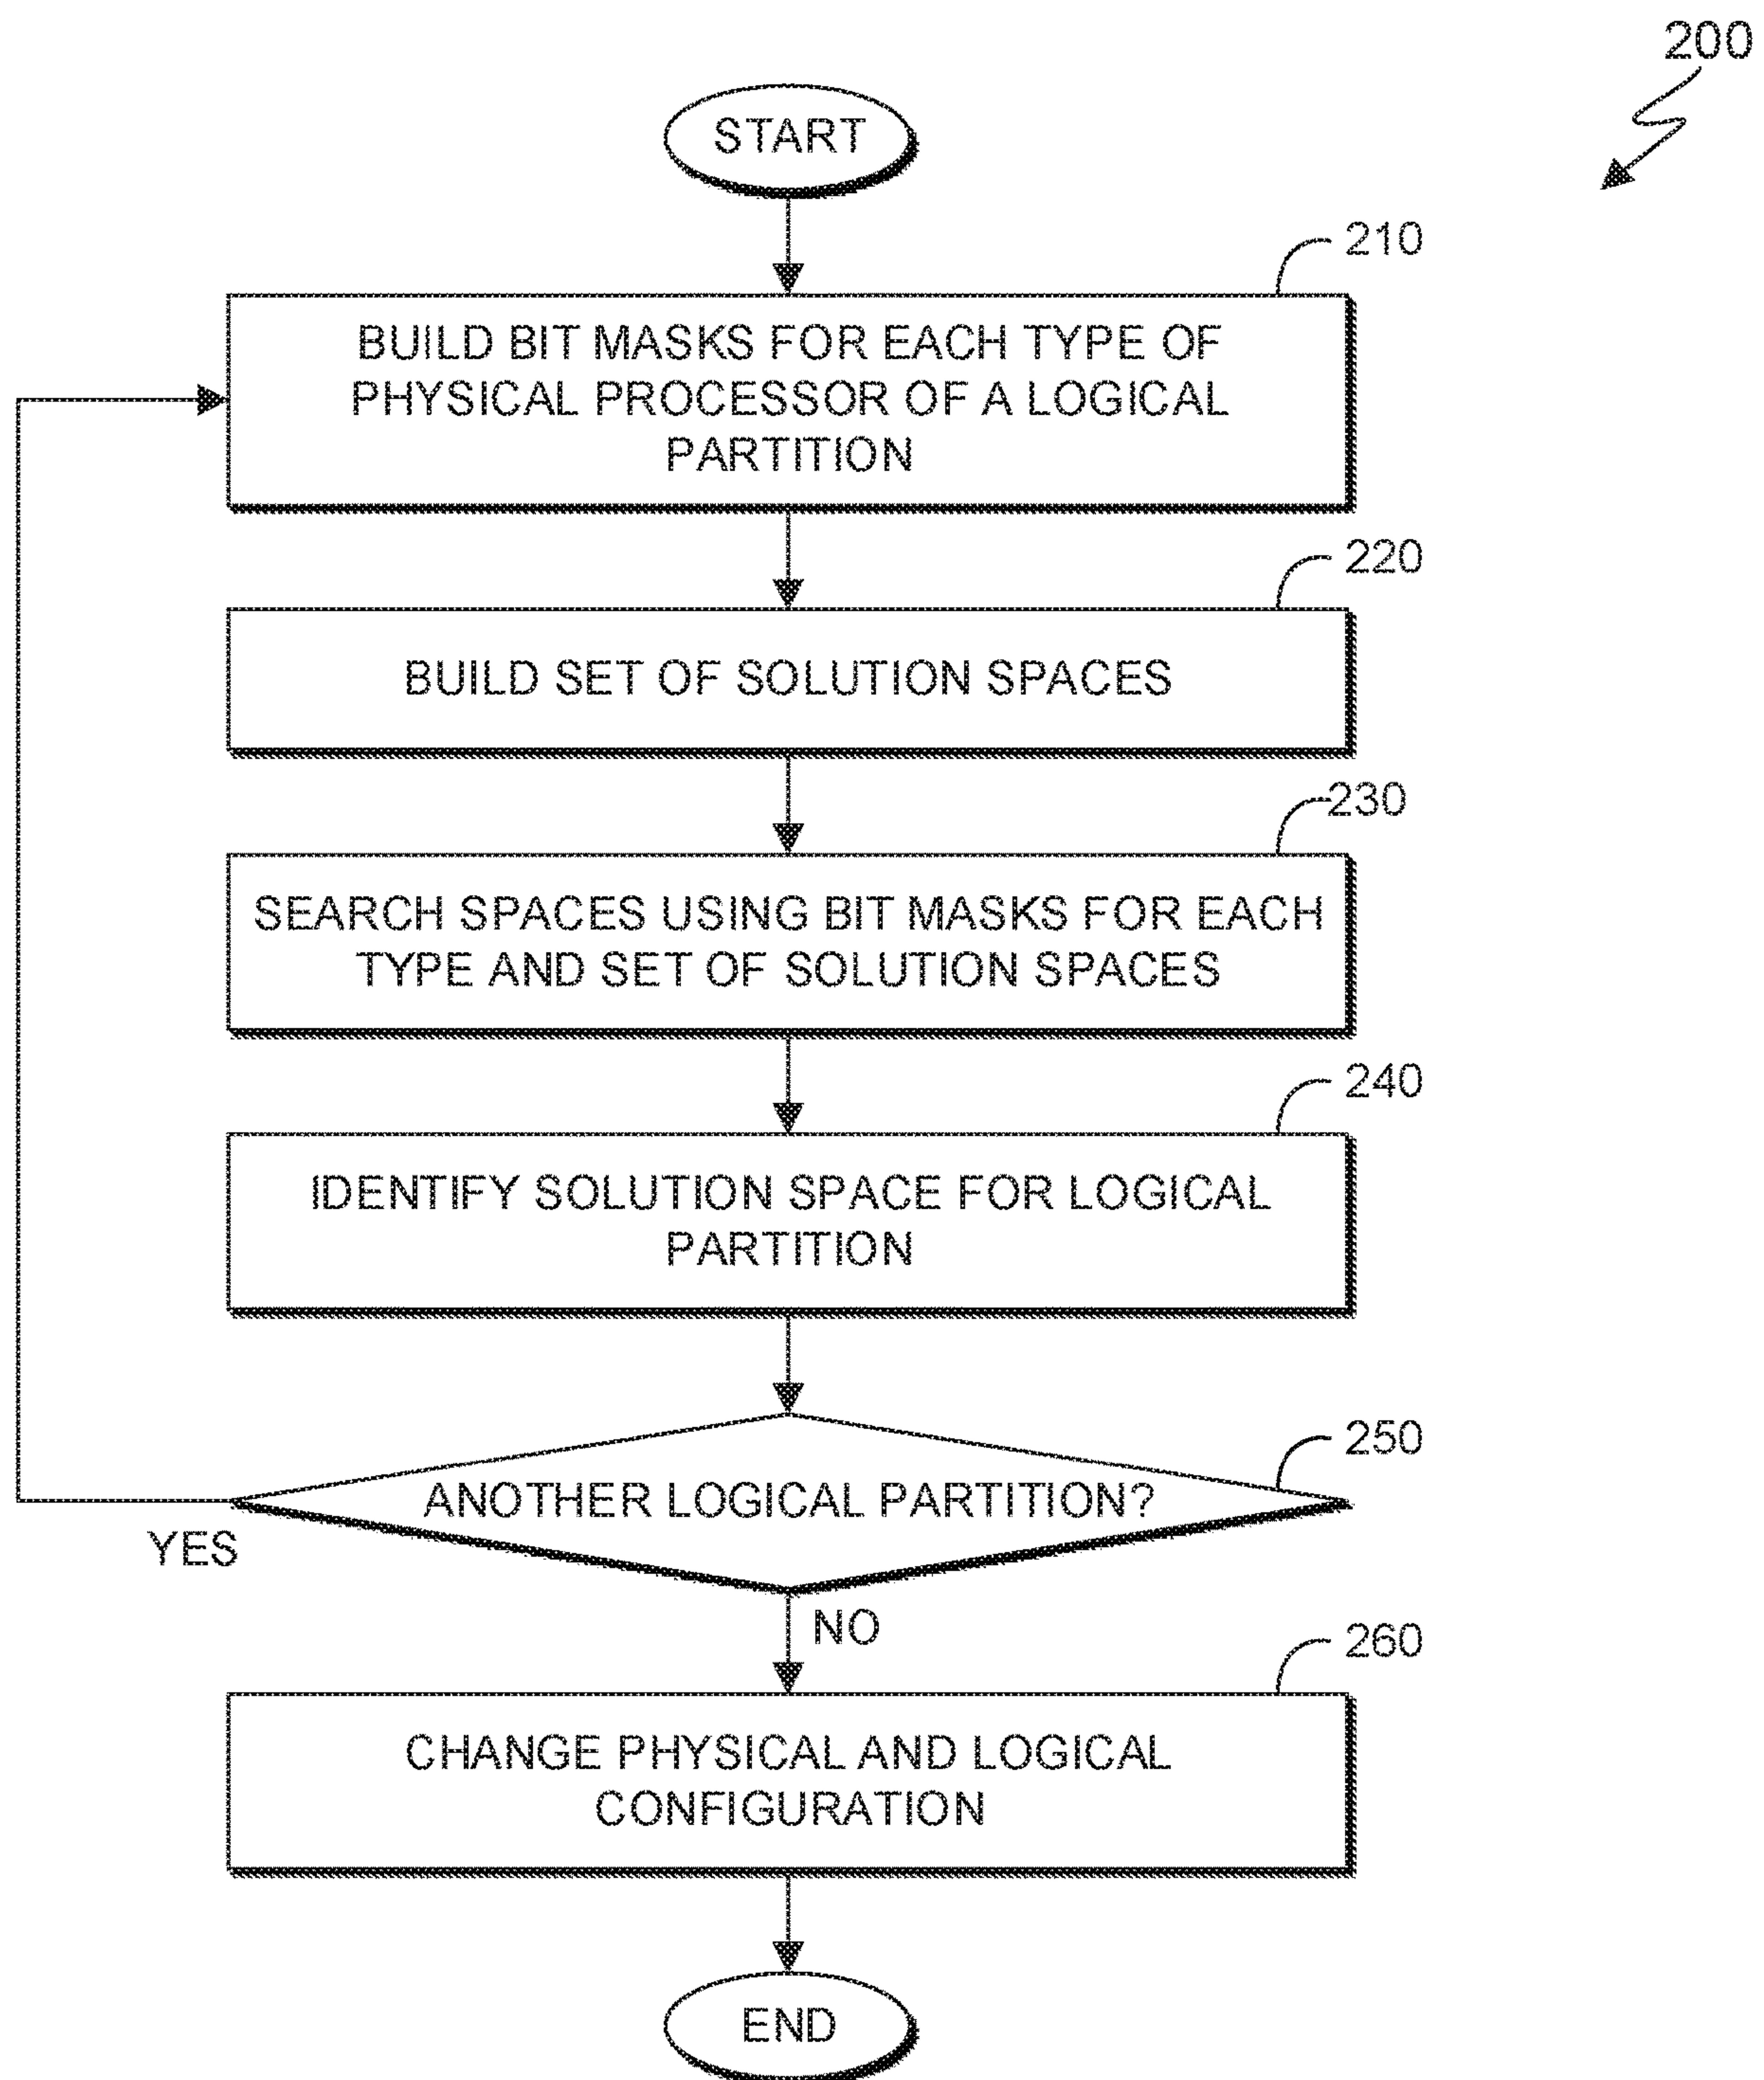 200
START
210
BUILD BIT MASKS FOR EACH TYPE OF
PHYSICAL PROCESSOR OF A LOGICAL
PARTITION
220
BUILD SET OF SOLUTION SPACES
230
SEARCH SPACES USING BIT MASKS FOR EACH
TYPE AND SET OF SOLUTION SPACES
240
IDENTIFY SOLUTION SPACE FOR LOGICAL
PARTITION
250
ANOTHER LOGICAL PARTITION?
YES
NO
260
CHANGE PHYSICAL AND LOGICAL
CONFIGURATION
END